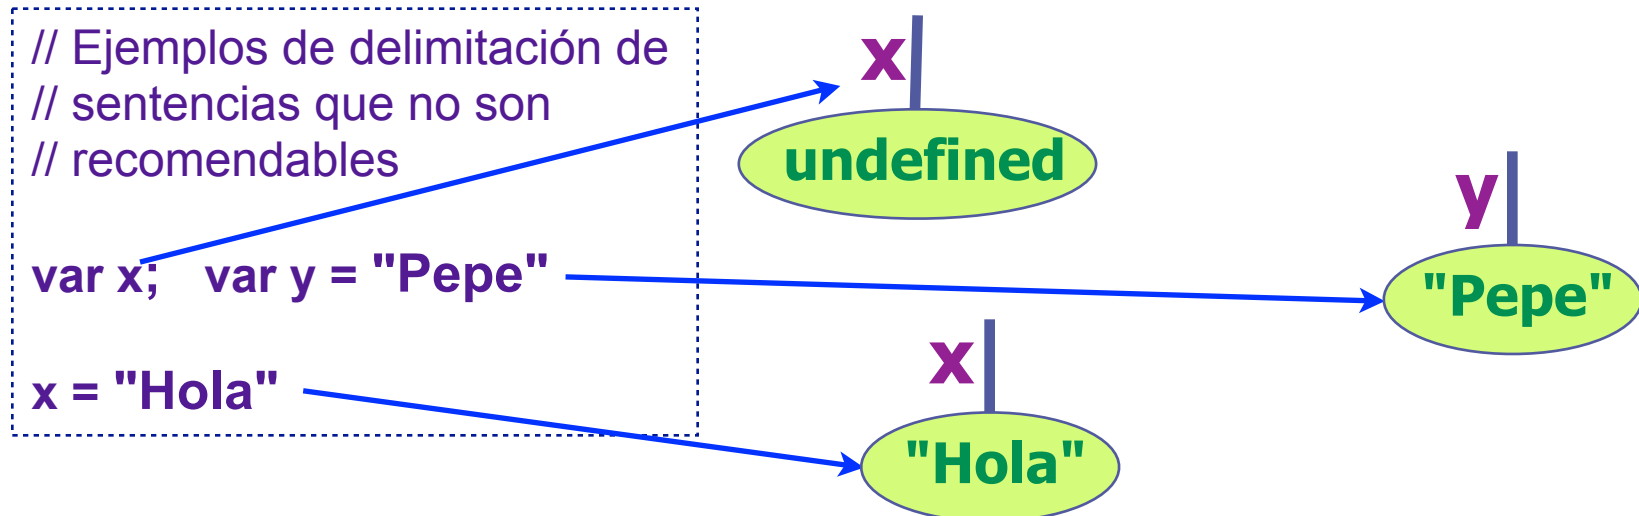 // Ejemplos de delimitación de
// sentencias que no son
// recomendables
var x;   var y = "Pepe"
x = "Hola"
x
undefined
y
"Pepe"
x
"Hola"